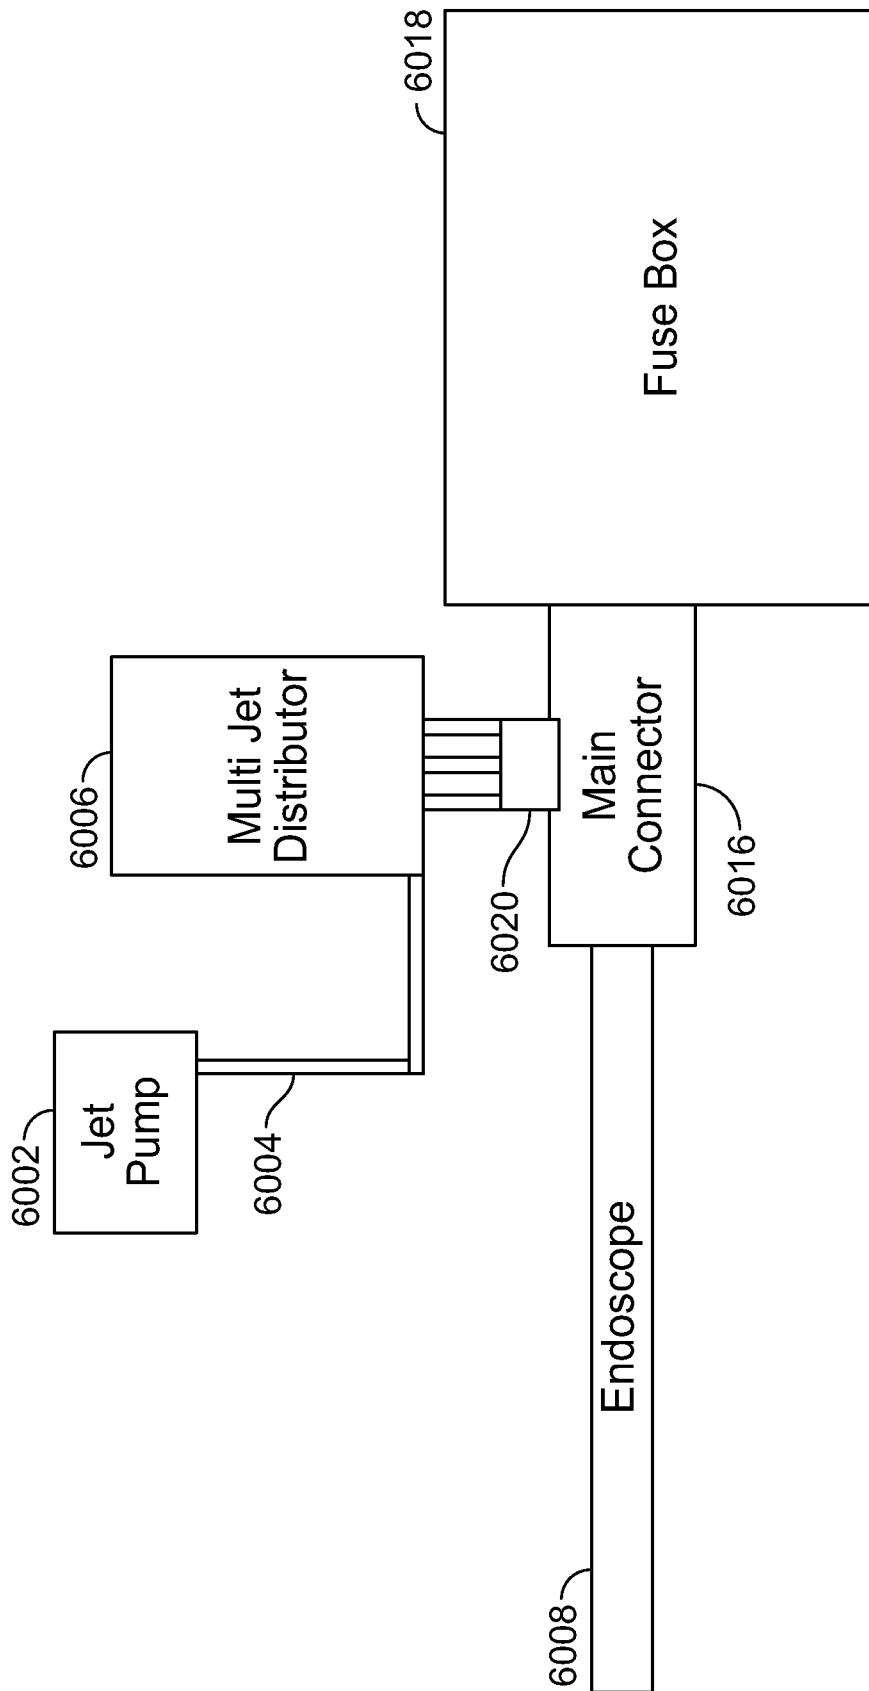 6002
Jet
Pump
6004
6006
Multi Jet
Distributor
6020
6008
Endoscope
Main
Connector
6016
6018
Fuse Box